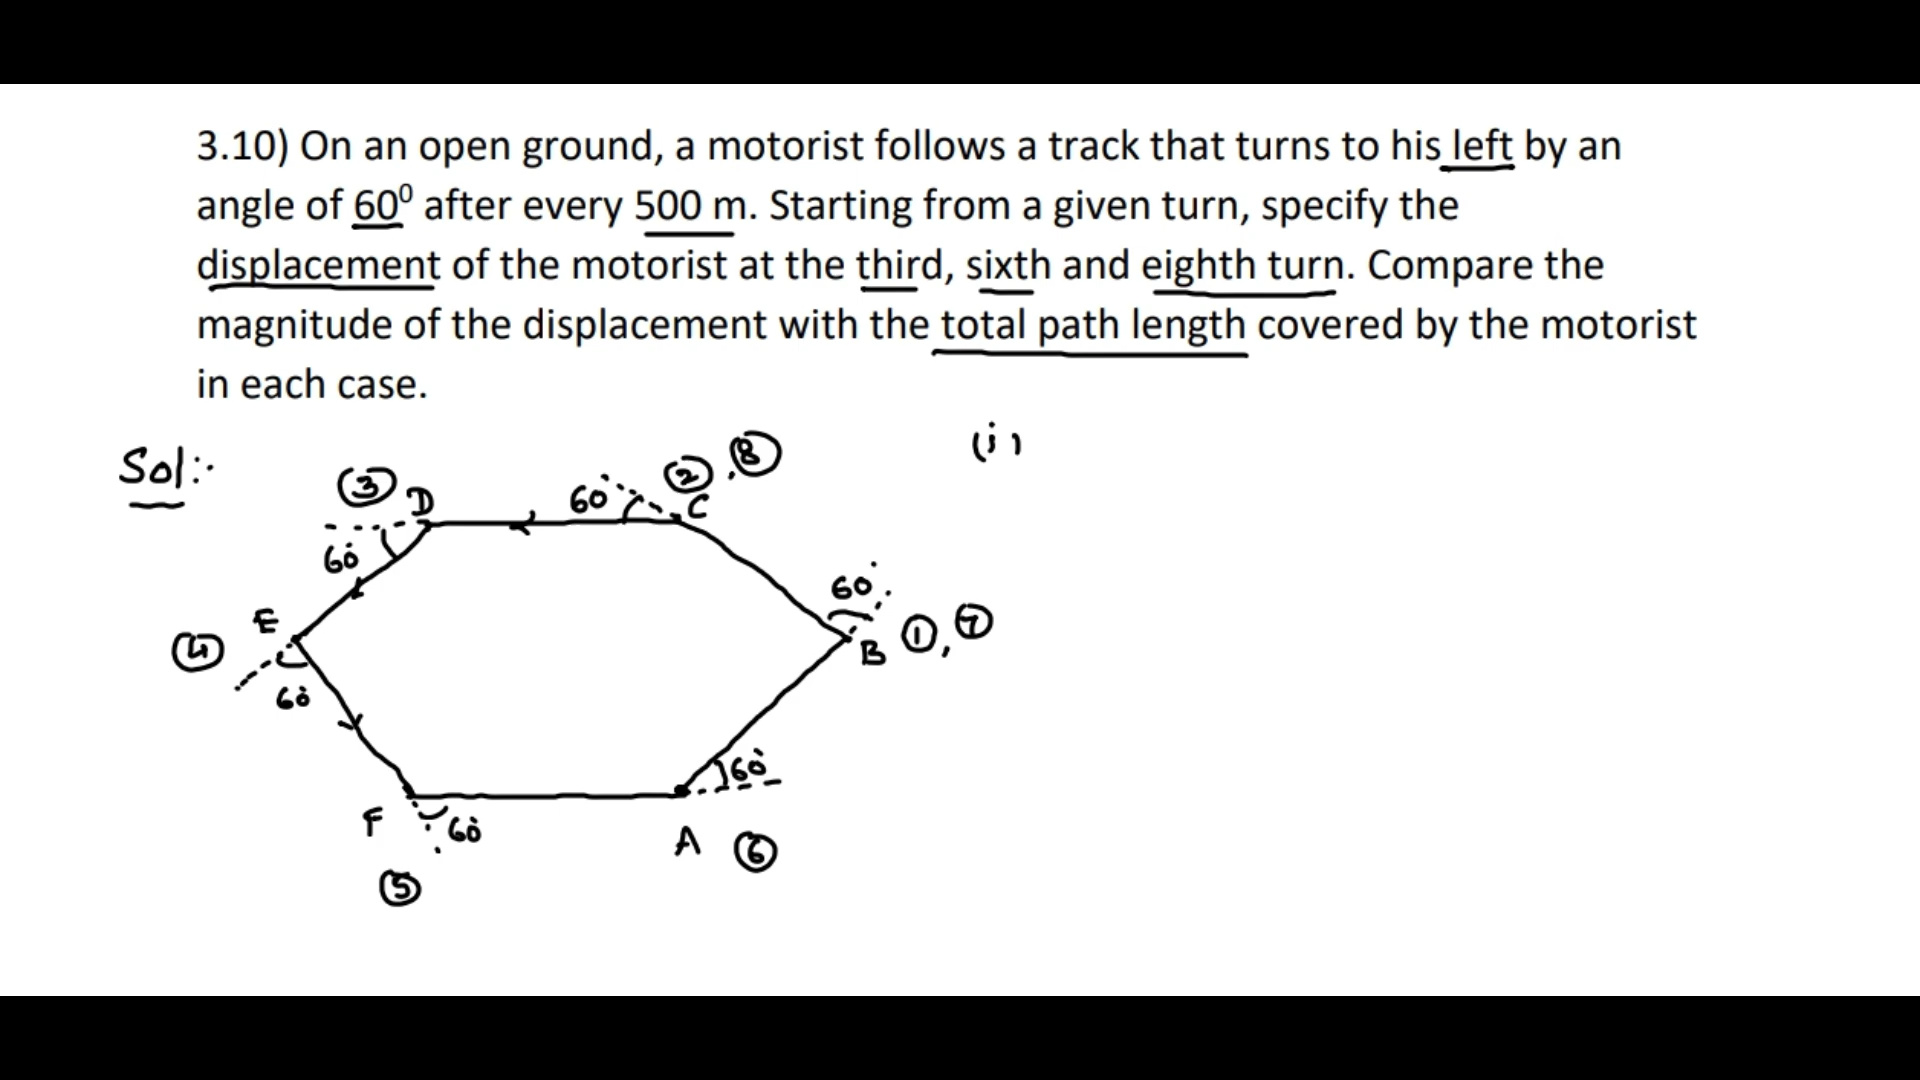 3.10) On an open ground, a motorist follows a track that turns to his left by an
angle of 60⁰ after every 500 m. Starting from a given turn, specify the
displacement of the motorist at the third, sixth and eighth turn. Compare the
magnitude of the displacement with the total path length covered by the motorist
in each case.
(i)
Sol:-
3 D 60° 2, 8 C
60°
60°
E
4 B 1, 7
60°
60°
F 60° A 6
5